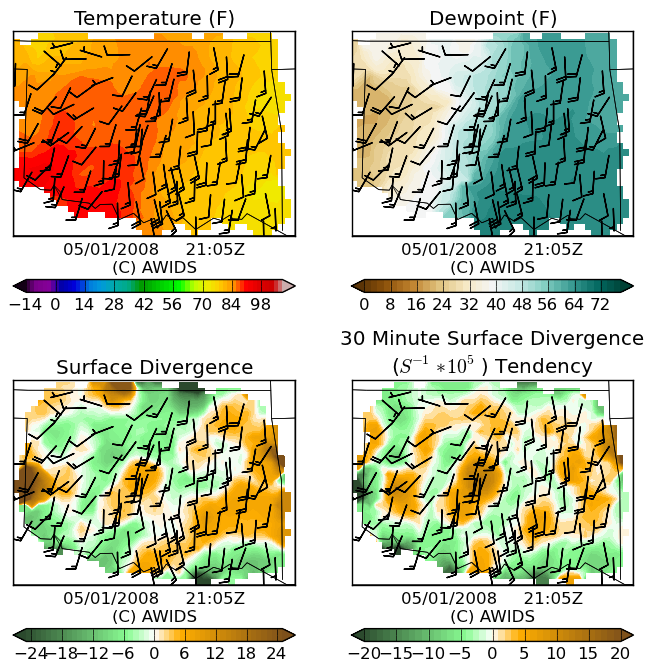 Temperature (F)
Dewpoint (F)
05/01/2008 21:05Z
(C) AWIDS
05/01/2008 21:05Z
(C) AWIDS
−14 0 14 28 42 56 70 84 98
0 8 16 24 32 40 48 56 64 72
Surface Divergence
30 Minute Surface Divergence
(S⁻¹ ∗10⁵ ) Tendency
05/01/2008 21:05Z
(C) AWIDS
05/01/2008 21:05Z
(C) AWIDS
−24 −18 −12 −6 0 6 12 18 24
−20 −15 −10 −5 0 5 10 15 20